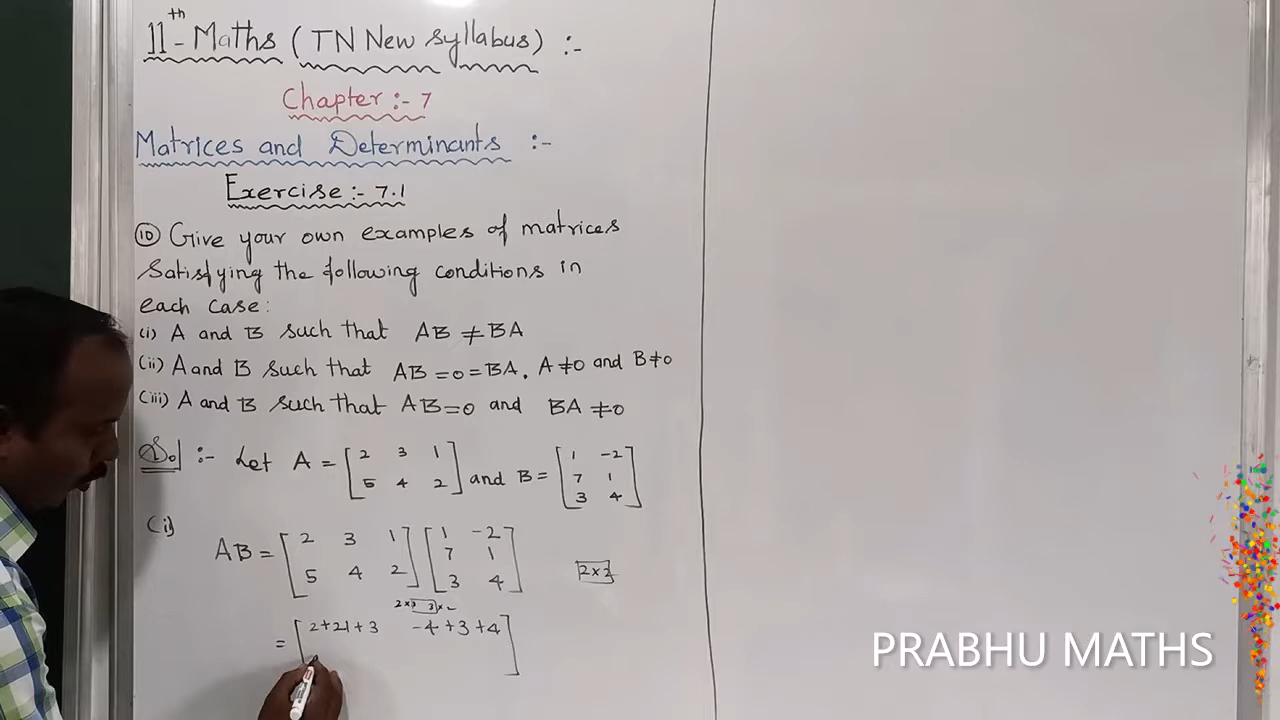 11th - Maths (TN New Syllabus) :-
Chapter :- 7
Matrices and Determinants :-
Exercise :- 7.1
⑩ Give your own examples of matrices
satisfying the following conditions in
each case:
(i) A and B such that AB ≠ BA
(ii) A and B such that AB = 0 = BA, A ≠ 0 and B ≠ 0
(iii) A and B such that AB = 0 and BA ≠ 0
Sol :- Let A = [2 3 1; 5 4 2] and B = [1 -2; 7 1; 3 4]
(i)
AB = [2 3 1; 5 4 2] [1 -2; 7 1; 3 4]
2×3 3×2
2×2
= [2+21+3 -4+3+4]
PRABHU MATHS